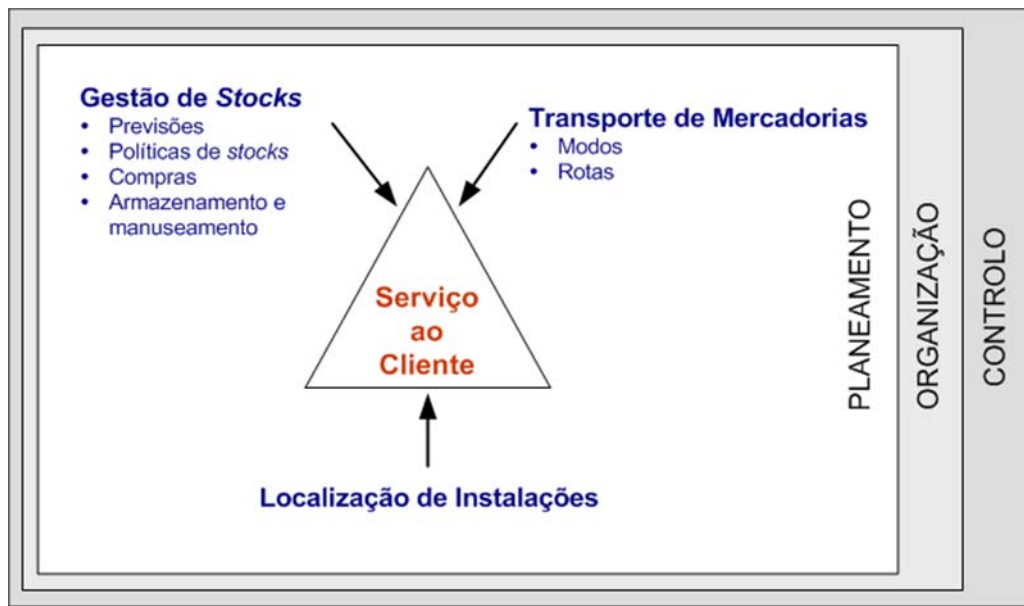 Gestão de Stocks
• Previsões
• Políticas de stocks
• Compras
• Armazenamento e
manuseamento
Transporte de Mercadorias
• Modos
• Rotas
Serviço
ao
Cliente
Localização de Instalações
PLANEAMENTO
ORGANIZAÇÃO
CONTROLO